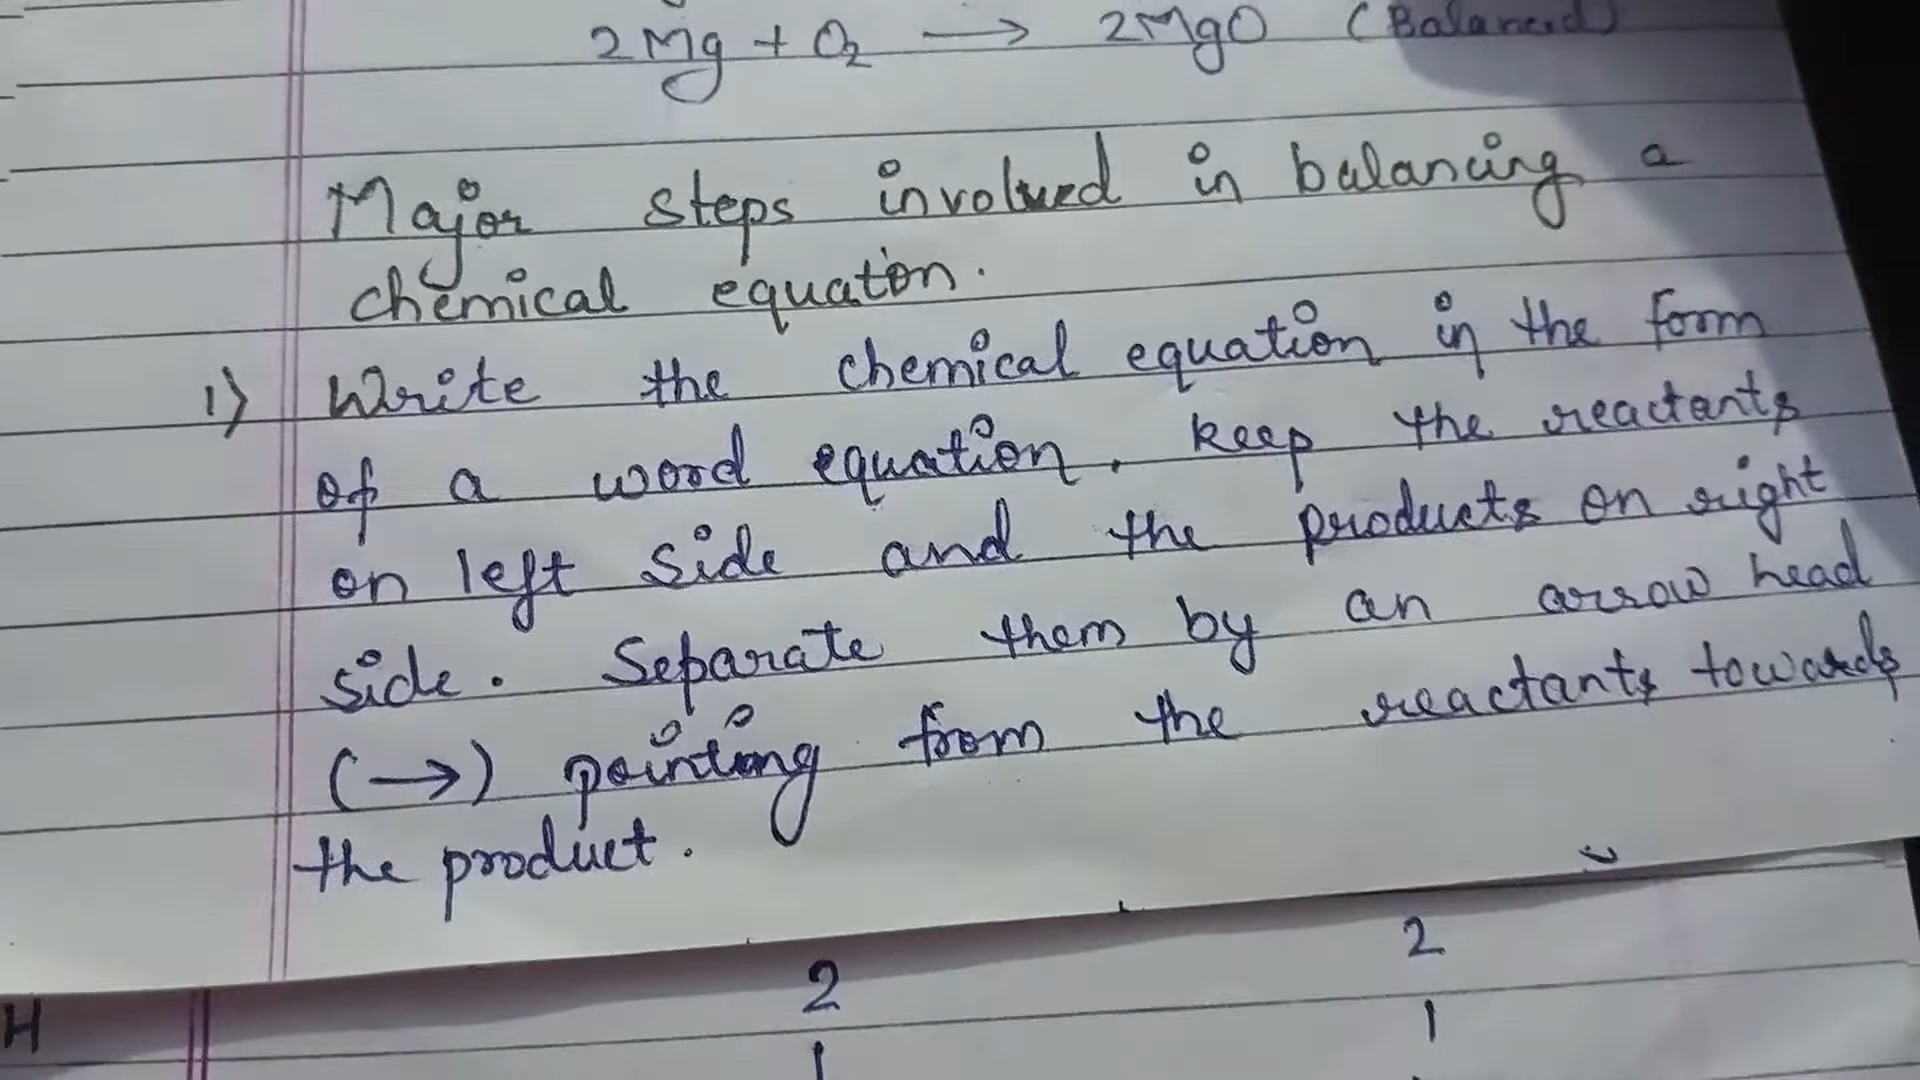 2Mg + O2 → 2MgO (Balanced)
Major steps involved in balancing a
chemical equation.
1) Write the chemical equation in the form
of a word equation. keep the reactants
on left side and the products on right
side. Separate them by an arrow head
(→) pointing from the reactants towards
the product.
2 2
H 1 1